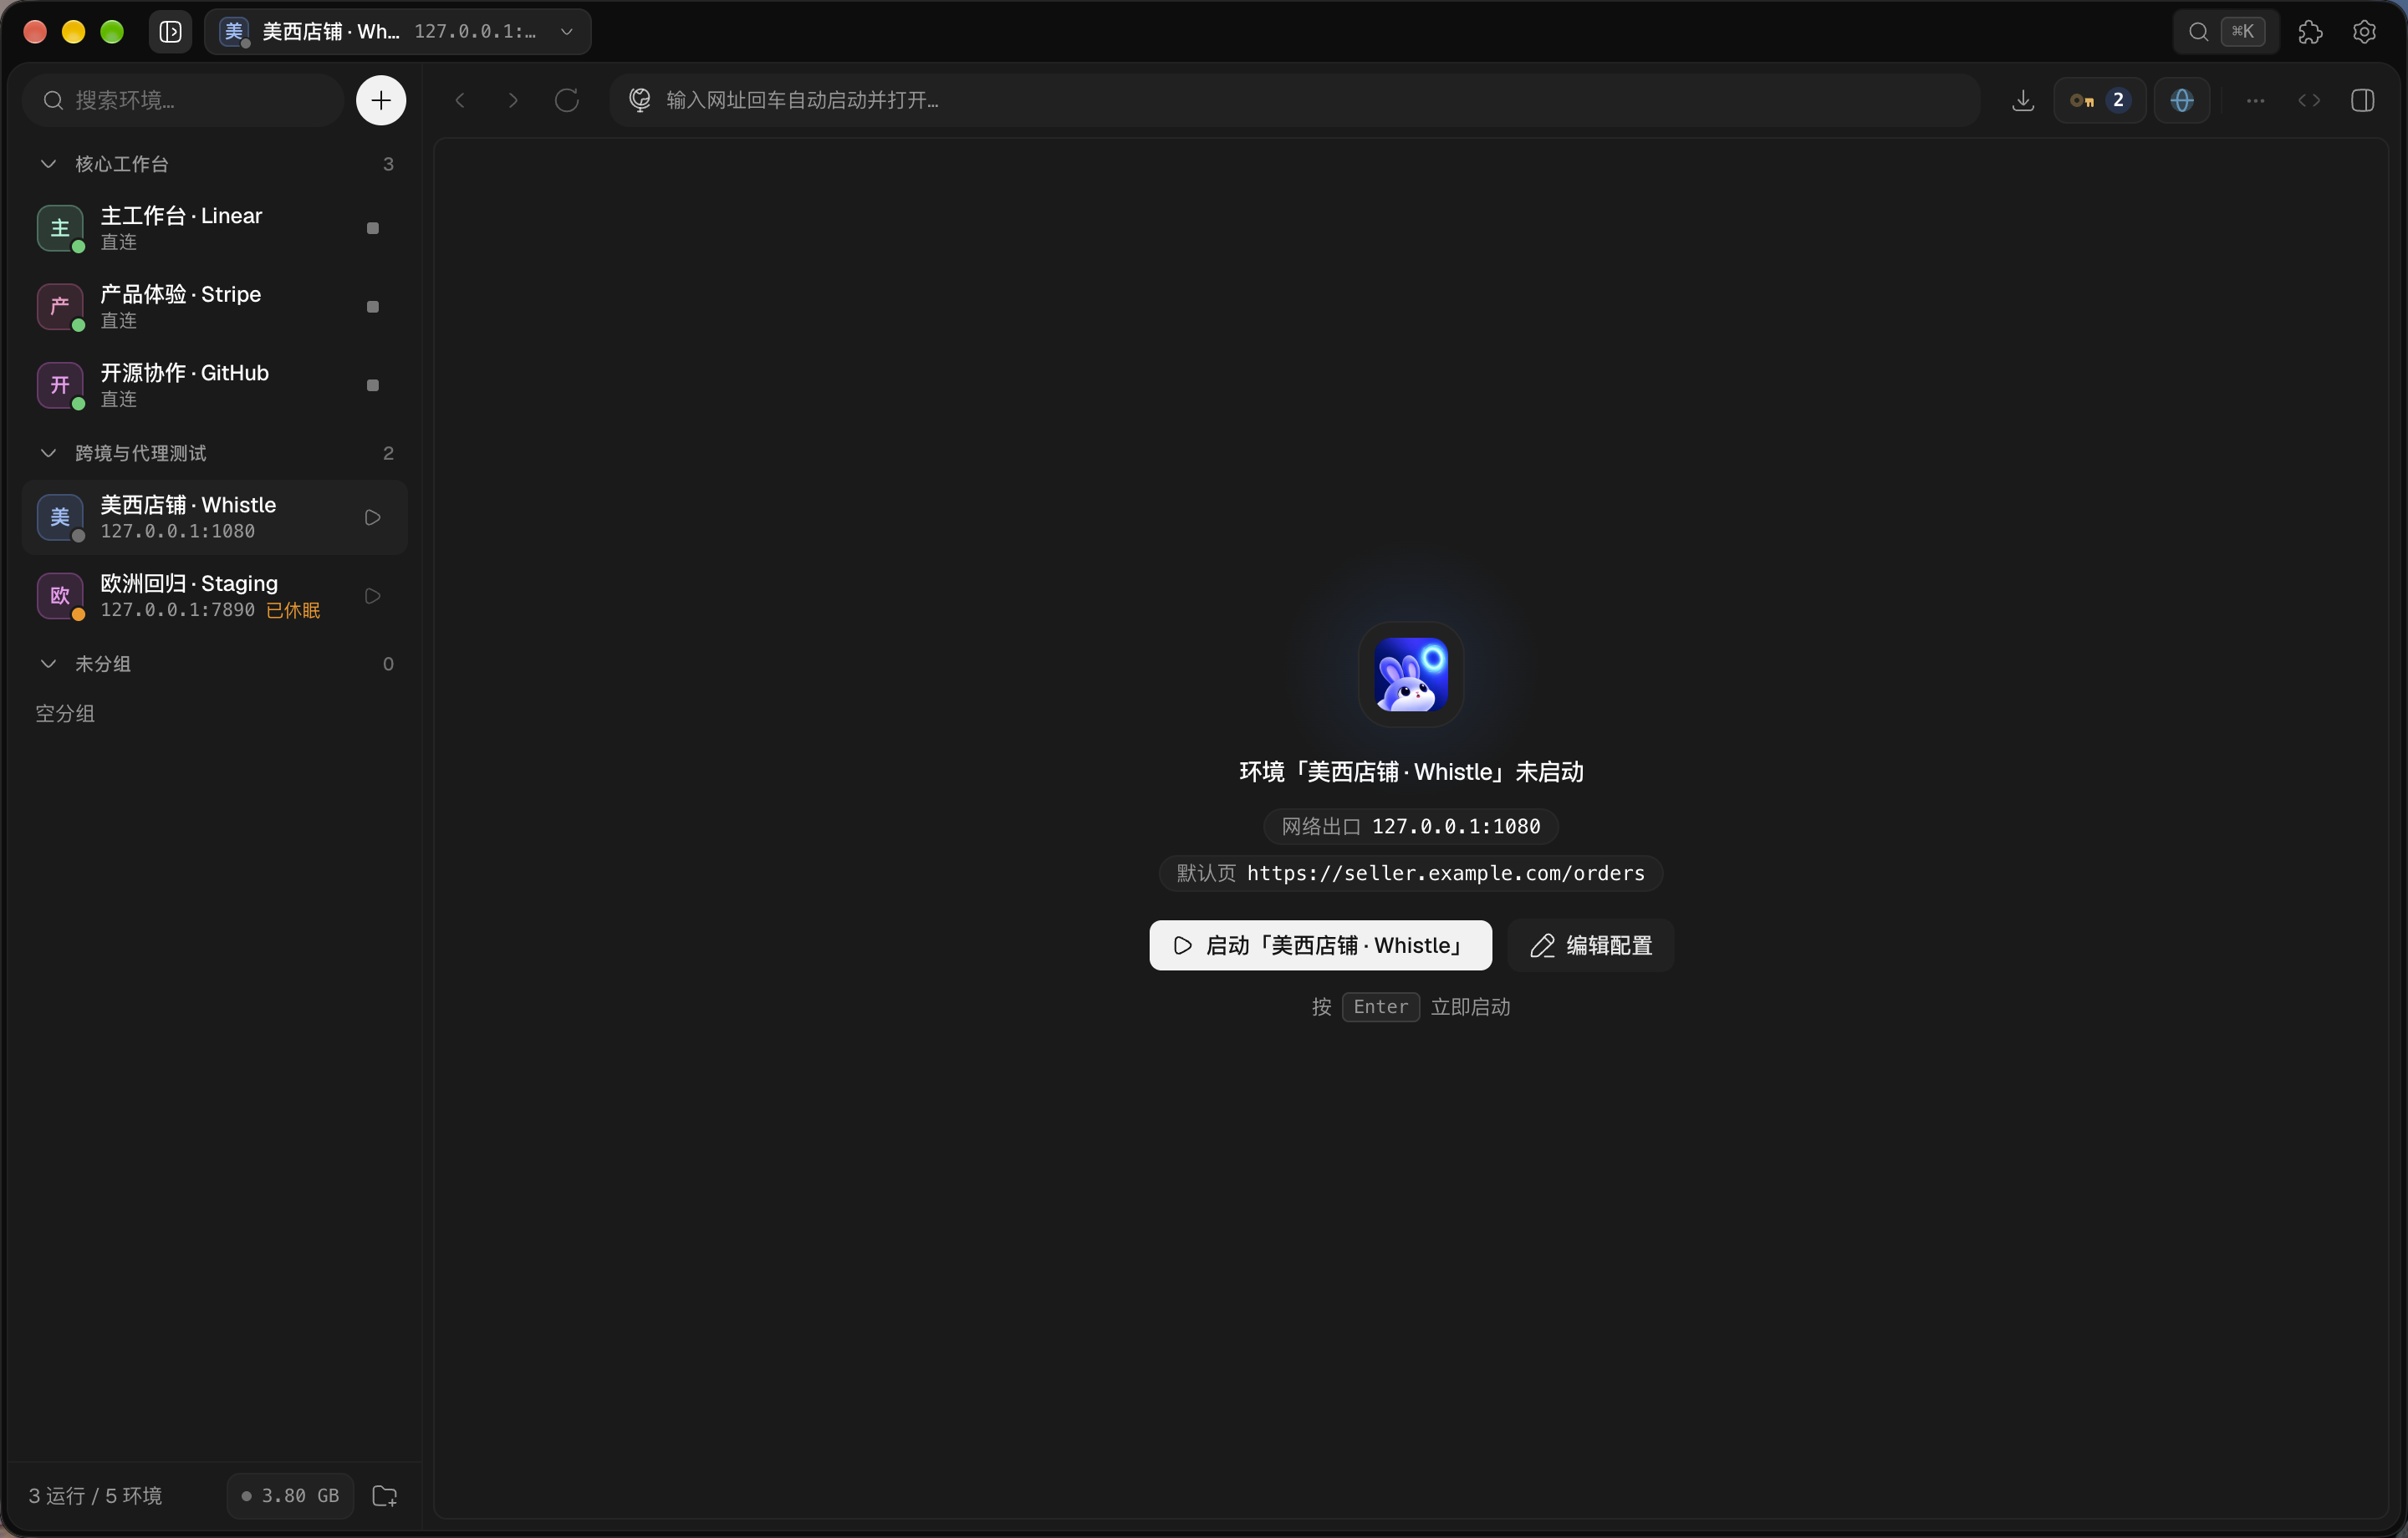 美 美西店铺 · Wh... 127.0.0.1:...
⌘K
搜索环境...
输入网址回车自动启动并打开...
2
核心工作台 3
主
主工作台 · Linear
直连
产
产品体验 · Stripe
直连
开
开源协作 · GitHub
直连
跨境与代理测试 2
美
美西店铺 · Whistle
127.0.0.1:1080
欧
欧洲回归 · Staging
127.0.0.1:7890 已休眠
未分组 0
空分组
环境「美西店铺 · Whistle」未启动
网络出口 127.0.0.1:1080
默认页 https://seller.example.com/orders
启动「美西店铺 · Whistle」
编辑配置
按 Enter 立即启动
3 运行 / 5 环境
3.80 GB